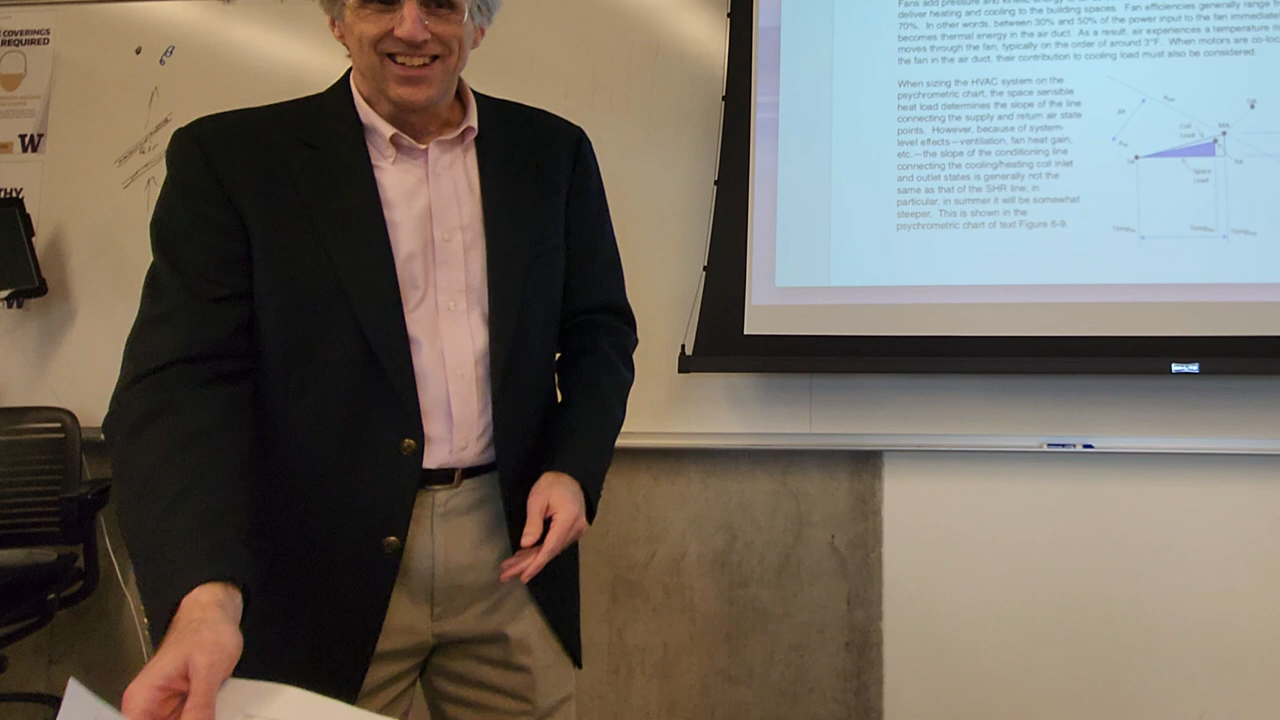 COVERINGS
REQUIRED
W
THY
W
Fans add pressure and kinetic energy
deliver heating and cooling to the building spaces. Fan efficiencies generally range
70%. In other words, between 30% and 50% of the power input to the fan
becomes thermal energy in the air duct. As a result, air experiences a temperature
moves through the fan, typically on the order of around 3°F. When motors are
the fan in the air duct, their contribution to cooling load must also be considered.
When sizing the HVAC system on the
psychrometric chart, the space sensible
heat load determines the slope of the line
connecting the supply and return air state
points. However, because of system-
level effects—ventilation, fan heat gain,
etc.—the slope of the conditioning line
connecting the cooling/heating coil inlet
and outlet states is generally not the
same as that of the SHR line; in
particular, in summer it will be somewhat
steeper. This is shown in the
psychrometric chart of text Figure 6-9.
Coil
Load
MA
SA
RA
Space
Load